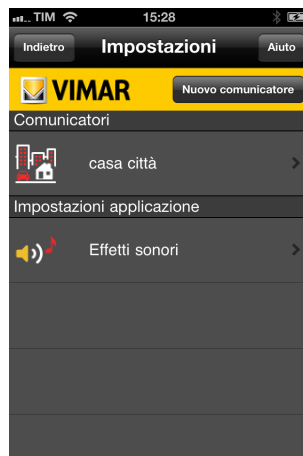 TIM 15:28
Indietro Impostazioni Aiuto
VIMAR Nuovo comunicatore
Comunicatori
casa città
Impostazioni applicazione
Effetti sonori